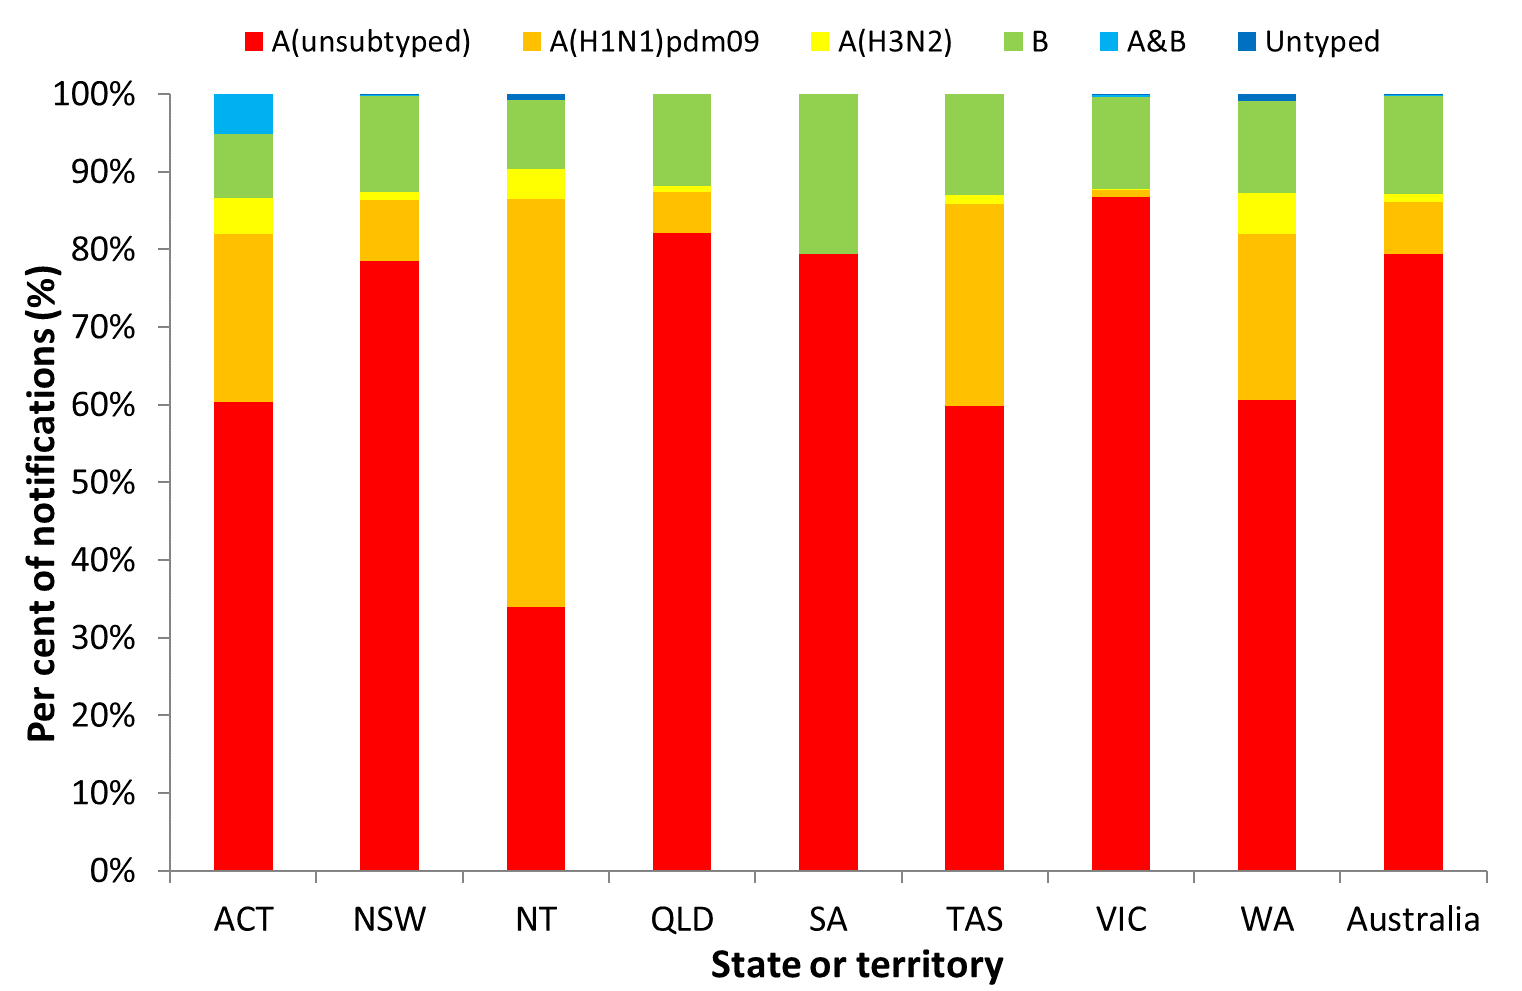 A(unsubtyped) A(H1N1)pdm09 A(H3N2) B A&B Untyped
100%
90%
80%
70%
60%
50%
40%
30%
20%
10%
0%
Per cent of notifications (%)
ACT NSW NT QLD SA TAS VIC WA Australia
State or territory